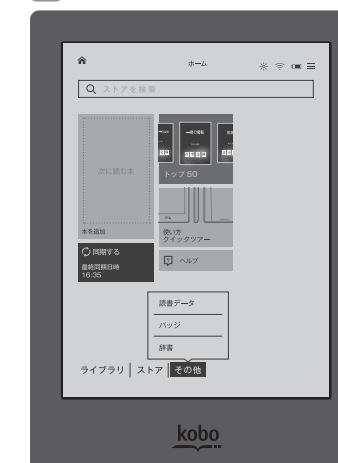 ホーム
ストアを検索
次に読む本
本を追加
トップ 50
使い方
クイックツアー
同期する
最終同期日時
16:35
ヘルプ
読書データ
バッジ
辞書
ライブラリ
ストア
その他
kobo